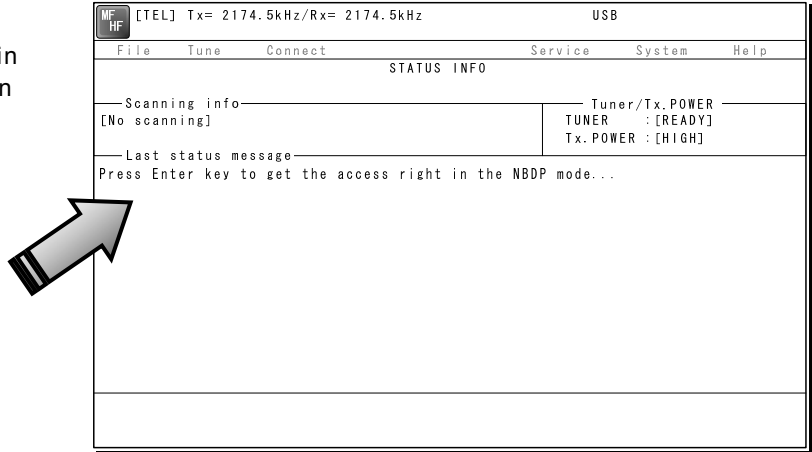 in
n
MF
HF
[TEL] Tx= 2174.5kHz/Rx= 2174.5kHz USB
File Tune Connect Service System Help
STATUS INFO
Scanning info
[No scanning]
Tuner/Tx.POWER
TUNER :[READY]
Tx.POWER :[HIGH]
Last status message
Press Enter key to get the access right in the NBDP mode...